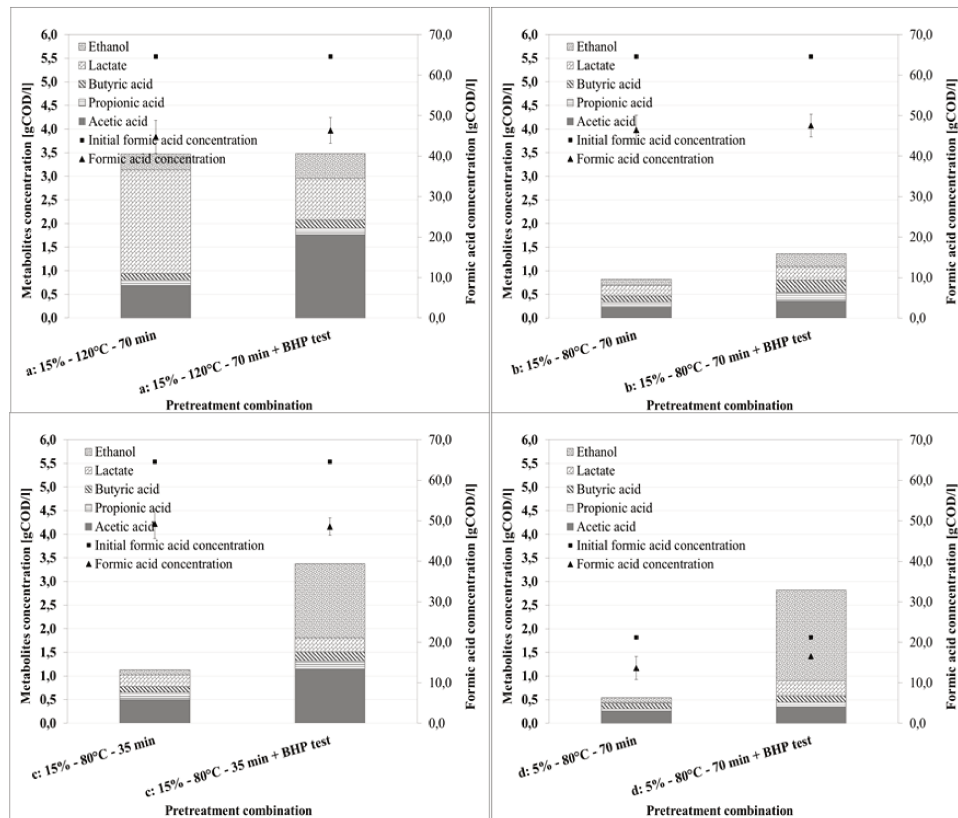 6,0
5,5
5,0
4,5
4,0
3,5
3,0
2,5
2,0
1,5
1,0
0,5
0,0
Metabolites concentration [gCOD/l]
Ethanol
Lactate
Butyric acid
Propionic acid
Acetic acid
Initial formic acid concentration
Formic acid concentration
70,0
60,0
50,0
40,0
30,0
20,0
10,0
0,0
Formic acid conncentration [gCOD/l]
a: 15% - 120°C - 70 min
a: 15% - 120°C - 70 min + BHP test
Pretreatment combination
6,0
5,5
5,0
4,5
4,0
3,5
3,0
2,5
2,0
1,5
1,0
0,5
0,0
Metabolites concentration [gCOD/l]
Ethanol
Lactate
Butyric acid
Propionic acid
Acetic acid
Initial formic acid concentration
Formic acid concentration
70,0
60,0
50,0
40,0
30,0
20,0
10,0
0,0
Formic acid conncentration [gCOD/l]
b: 15% - 80°C - 70 min
b: 15% - 80°C - 70 min + BHP test
Pretreatment combination
6,0
5,5
5,0
4,5
4,0
3,5
3,0
2,5
2,0
1,5
1,0
0,5
0,0
Metabolites concentration [gCOD/l]
Ethanol
Lactate
Butyric acid
Propionic acid
Acetic acid
Initial formic acid concentration
Formic acid concentration
70,0
60,0
50,0
40,0
30,0
20,0
10,0
0,0
Formic acid conncentration [gCOD/l]
c: 15% - 80°C - 35 min
c: 15% - 80°C - 35 min + BHP test
Pretreatment combination
6,0
5,5
5,0
4,5
4,0
3,5
3,0
2,5
2,0
1,5
1,0
0,5
0,0
Metabolites concentration [gCOD/l]
Ethanol
Lactate
Butyric acid
Propionic acid
Acetic acid
Initial formic acid concentration
Formic acid concentration
70,0
60,0
50,0
40,0
30,0
20,0
10,0
0,0
Formic acid conncentration [gCOD/l]
d: 5% - 80°C - 70 min
d: 5% - 80°C - 70 min + BHP test
Pretreatment combination